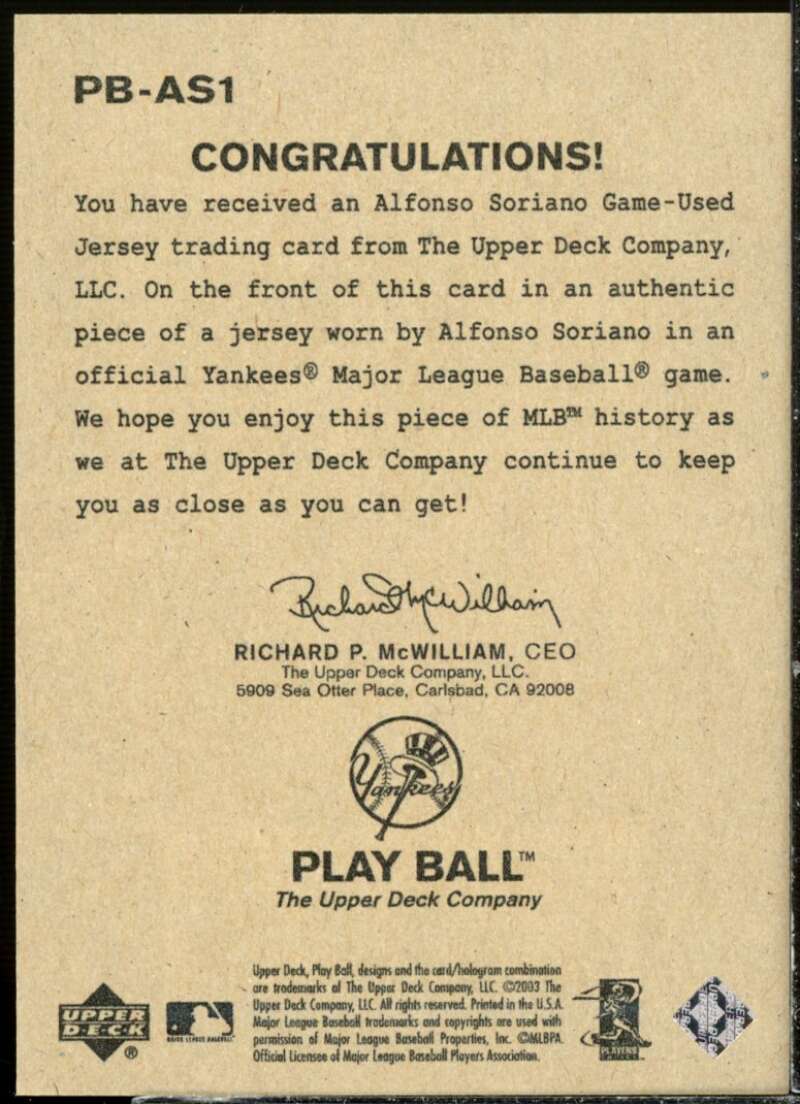 PB-AS1
CONGRATULATIONS!
You have received an Alfonso Soriano Game-Used
Jersey trading card from The Upper Deck Company,
LLC. On the front of this card in an authentic
piece of a jersey worn by Alfonso Soriano in an
official Yankees® Major League Baseball® game.
We hope you enjoy this piece of MLB™ history as
we at The Upper Deck Company continue to keep
you as close as you can get!
Richard McWilliam
RICHARD P. McWILLIAM, CEO
The Upper Deck Company, LLC.
5909 Sea Otter Place, Carlsbad, CA 92008
Yankees
PLAY BALL™
The Upper Deck Company
Upper Deck, Play Ball, designs and the card/hologram combination
are trademarks of The Upper Deck Company, LLC. ©2003 The
Upper Deck Company, LLC. All rights reserved. Printed in the U.S.A.
Major League Baseball trademarks and copyrights are used with
permission of Major League Baseball Properties, Inc. ©MLBPA.
Official Licensee of Major League Baseball Players Association.
UPPER
DECK®
MAJOR LEAGUE BASEBALL
PLAYERS